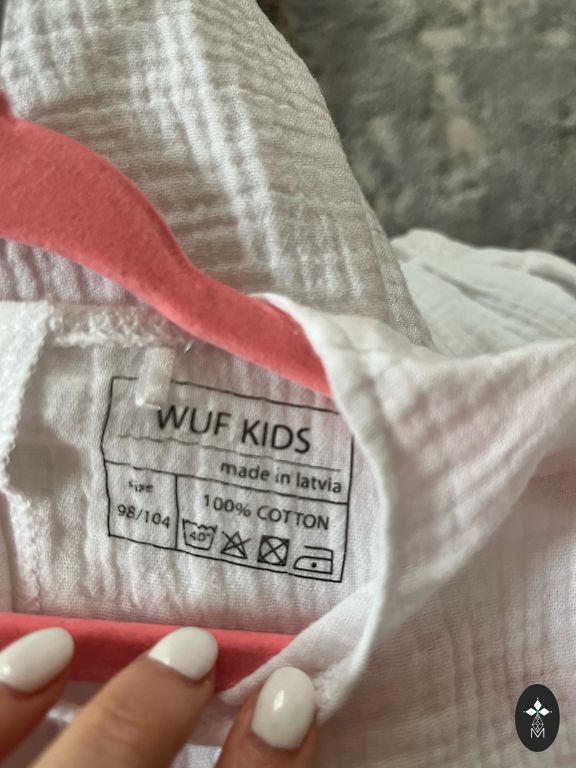 WUF KIDS
made in latvia
size
98/104
100% COTTON
40°
M